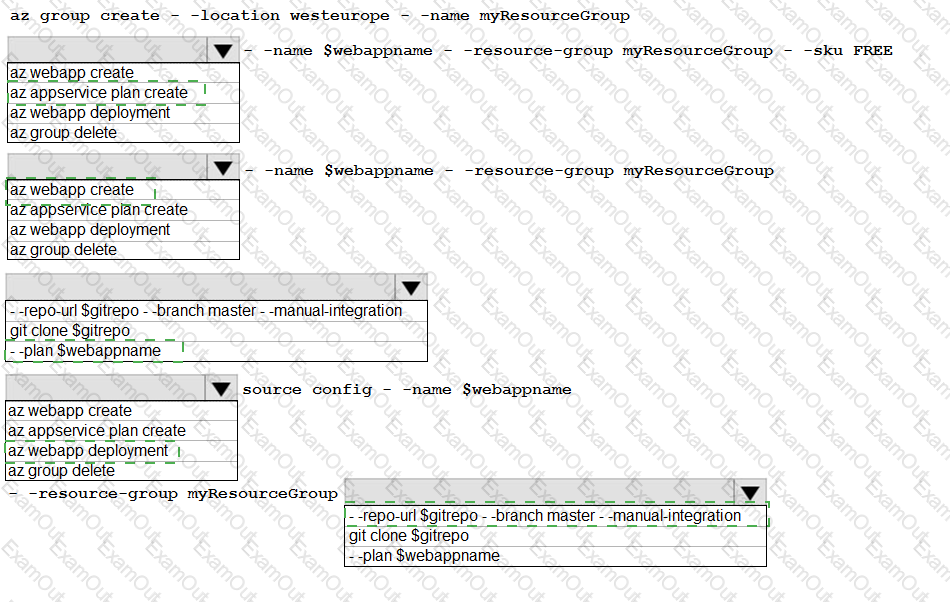 az group create - -location westeurope - -name myResourceGroup
- -name $webappname - -resource-group myResourceGroup - -sku FREE
az webapp create
az appservice plan create
az webapp deployment
az group delete
- -name $webappname - -resource-group myResourceGroup
az webapp create
az appservice plan create
az webapp deployment
az group delete
- -repo-url $gitrepo - -branch master - -manual-integration
git clone $gitrepo
- -plan $webappname
source config - -name $webappname
az webapp create
az appservice plan create
az webapp deployment
az group delete
- -resource-group myResourceGroup
- -repo-url $gitrepo - -branch master - -manual-integration
git clone $gitrepo
- -plan $webappname